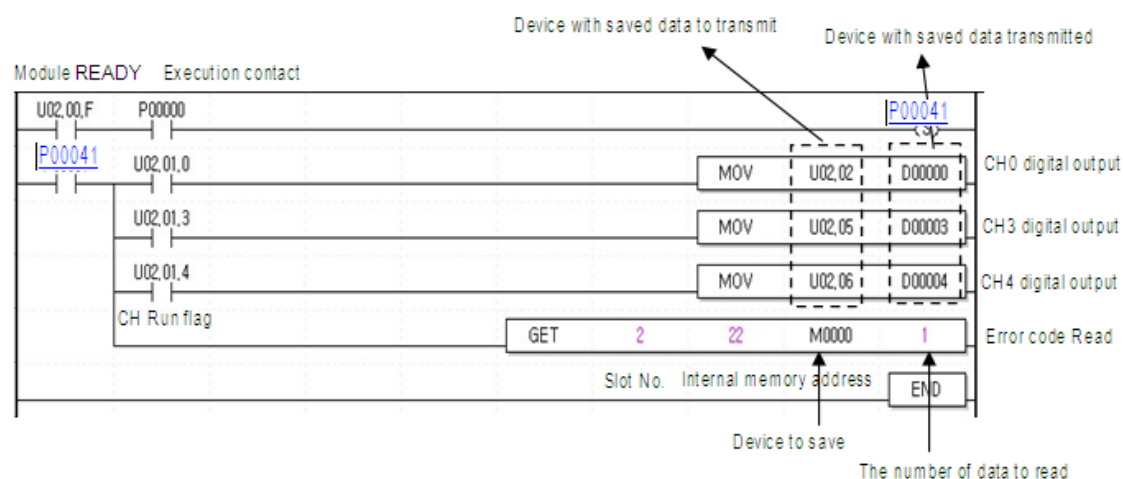 Device with saved data to transmit
Device with saved data transmitted
Module READY Execution contact
U02,00,F P00000 P00041
(S)
P00041 U02,01,0 MOV U02,02 D00000 CH0 digital output
U02,01,3 MOV U02,05 D00003 CH3 digital output
U02,01,4 MOV U02,06 D00004 CH4 digital output
CH Run flag
GET 2 22 M0000 1 Error code Read
Slot No. Internal memory address END
Device to save
The number of data to read